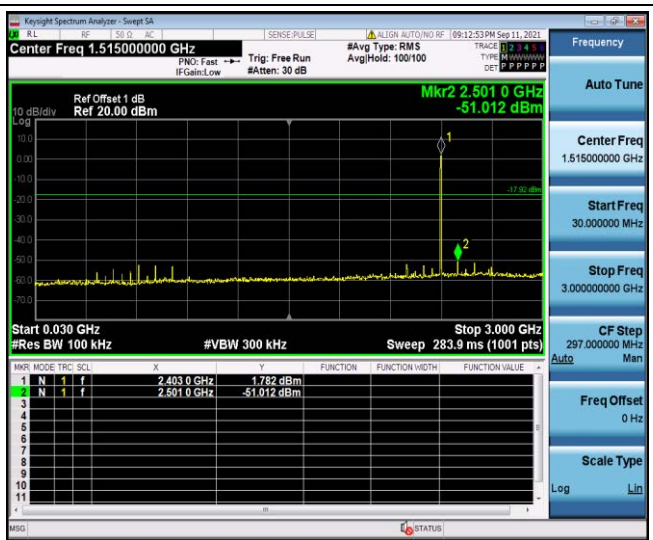 Keysight Spectrum Analyzer - Swept SA
RL RF 50 Ω AC SENSE:PULSE ALIGN AUTO/NO RF 09:12:53PM Sep 11, 2021
Center Freq 1.515000000 GHz
PNO: Fast
IFGain:Low
Trig: Free Run
#Atten: 30 dB
#Avg Type: RMS
Avg|Hold: 100/100
TRACE 1 2 3 4 5 6
TYPE M W W W W W
DET P P P P P P
10 dB/div
Log
Ref Offset 1 dB
Ref 20.00 dBm
Mkr2 2.501 0 GHz
-51.012 dBm
10.0
0.00
-10.0
-20.0
-30.0
-40.0
-50.0
-60.0
-70.0
1
-17.92 dBm
2
Start 0.030 GHz
Stop 3.000 GHz
#Res BW 100 kHz
#VBW 300 kHz
Sweep 283.9 ms (1001 pts)
MKR MODE TRC SCL X Y FUNCTION FUNCTION WIDTH FUNCTION VALUE
1 N 1 f 2.403 0 GHz 1.782 dBm
2 N 1 f 2.501 0 GHz -51.012 dBm
3
4
5
6
7
8
9
10
11
MSG
STATUS
Frequency
Auto Tune
Center Freq
1.515000000 GHz
Start Freq
30.000000 MHz
Stop Freq
3.000000000 GHz
CF Step
297.000000 MHz
Auto Man
Freq Offset
0 Hz
Scale Type
Log Lin